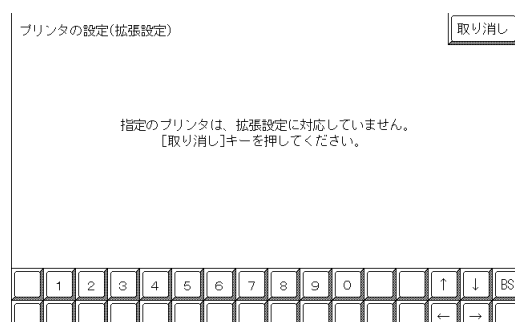 プリンタの設定(拡張設定)
取り消し
指定のプリンタは、拡張設定に対応していません。
[取り消し]キーを押してください。
1 2 3 4 5 6 7 8 9 0 ↑ ↓ BS
← →